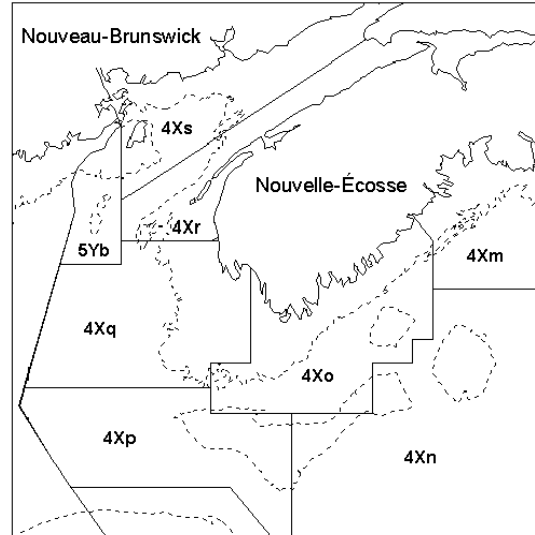 Nouveau-Brunswick
4Xs
Nouvelle-Écosse
4Xr
5Yb
4Xm
4Xq
4Xo
4Xp
4Xn